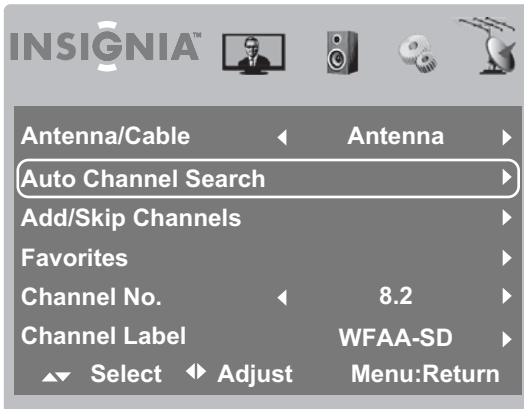 INSIGNIA™
Antenna/Cable Antenna
Auto Channel Search
Add/Skip Channels
Favorites
Channel No. 8.2
Channel Label WFAA-SD
Select Adjust Menu:Return